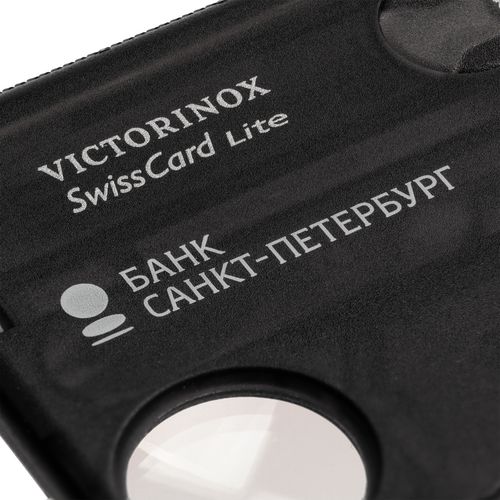 VICTORINOX
SwissCard Lite
БАНК
САНКТ-ПЕТЕРБУРГ